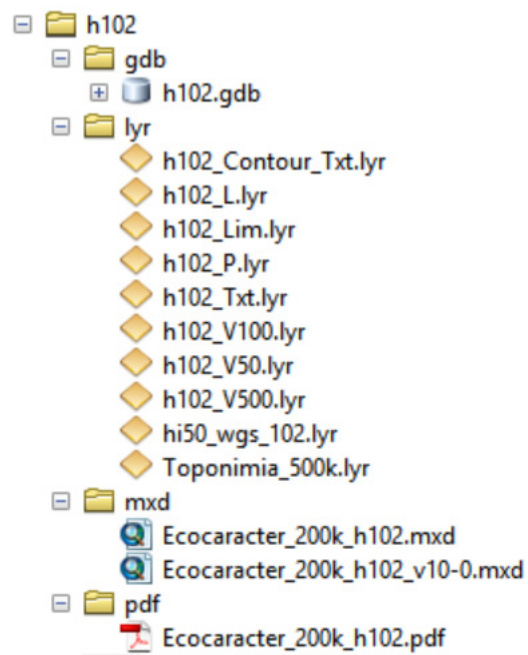 h102
gdb
h102.gdb
lyr
h102_Contour_Txt.lyr
h102_L.lyr
h102_Lim.lyr
h102_P.lyr
h102_Txt.lyr
h102_V100.lyr
h102_V50.lyr
h102_V500.lyr
hi50_wgs_102.lyr
Toponimia_500k.lyr
mxd
Ecocaracter_200k_h102.mxd
Ecocaracter_200k_h102_v10-0.mxd
pdf
Ecocaracter_200k_h102.pdf